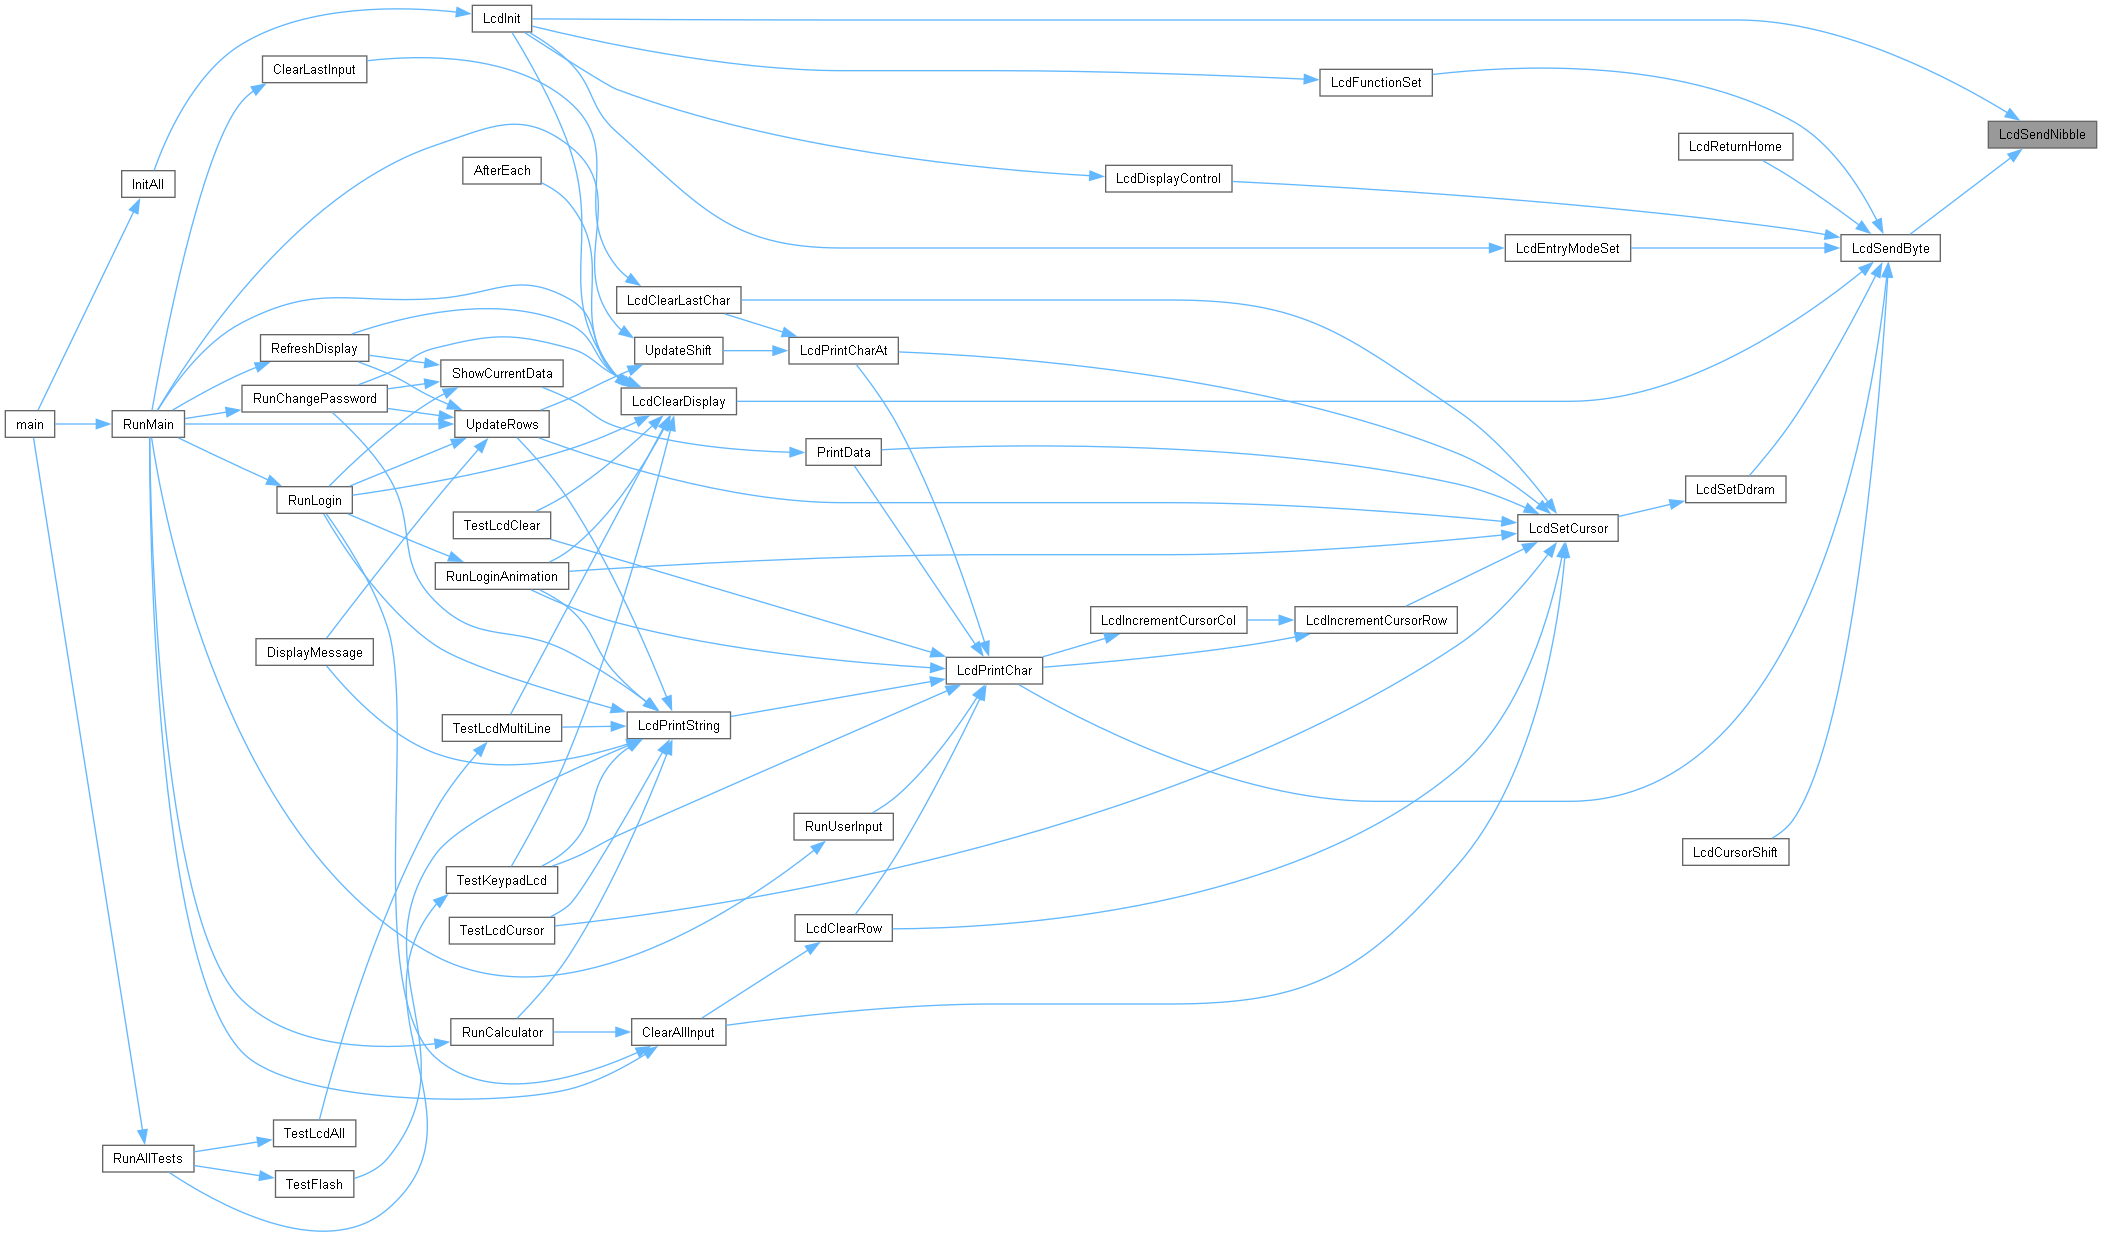 LcdInit
ClearLastInput
LcdFunctionSet
LcdSendNibble
LcdReturnHome
AfterEach
LcdDisplayControl
InitAll
LcdSendByte
LcdEntryModeSet
LcdClearLastChar
RefreshDisplay
UpdateShift
LcdPrintCharAt
ShowCurrentData
RunChangePassword
LcdClearDisplay
main
RunMain
UpdateRows
PrintData
LcdSetDdram
RunLogin
TestLcdClear
LcdSetCursor
RunLoginAnimation
LcdIncrementCursorCol
LcdIncrementCursorRow
DisplayMessage
LcdPrintChar
LcdPrintString
TestLcdMultiLine
RunUserInput
LcdCursorShift
TestKeypadLcd
TestLcdCursor
LcdClearRow
RunCalculator
ClearAllInput
TestLcdAll
RunAllTests
TestFlash